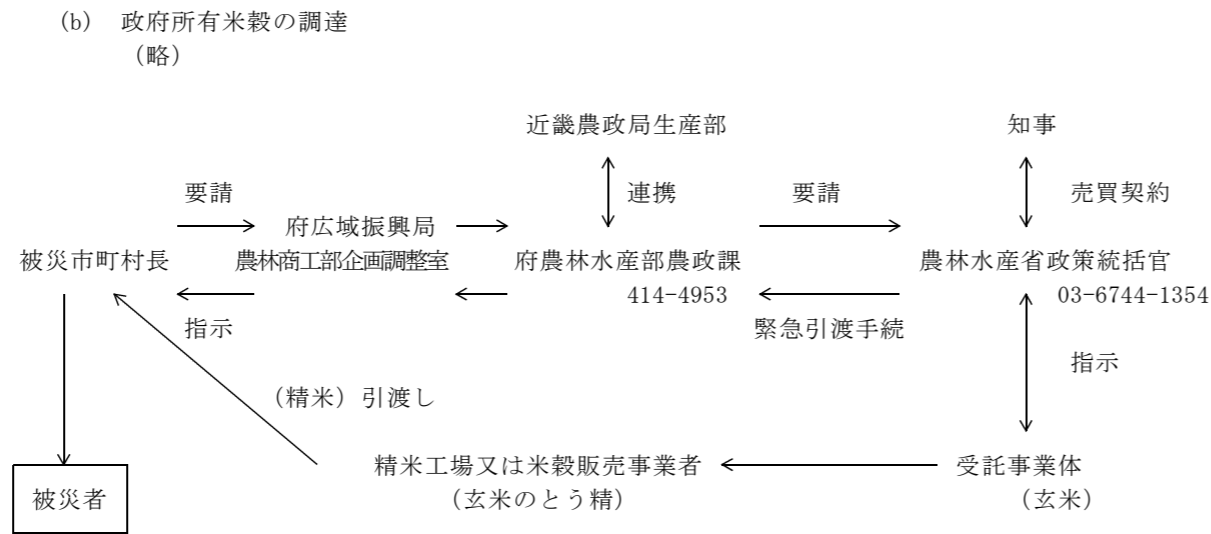 (b) 政府所有米穀の調達
（略）
近畿農政局生産部
知事
要請
連携
要請
売買契約
府広域振興局
被災市町村長
農林商工部企画調整室
府農林水産部農政課
農林水産省政策統括官
414-4953
03-6744-1354
指示
緊急引渡手続
指示
（精米）引渡し
精米工場又は米穀販売事業者
受託事業体
被災者
（玄米のとう精）
（玄米）